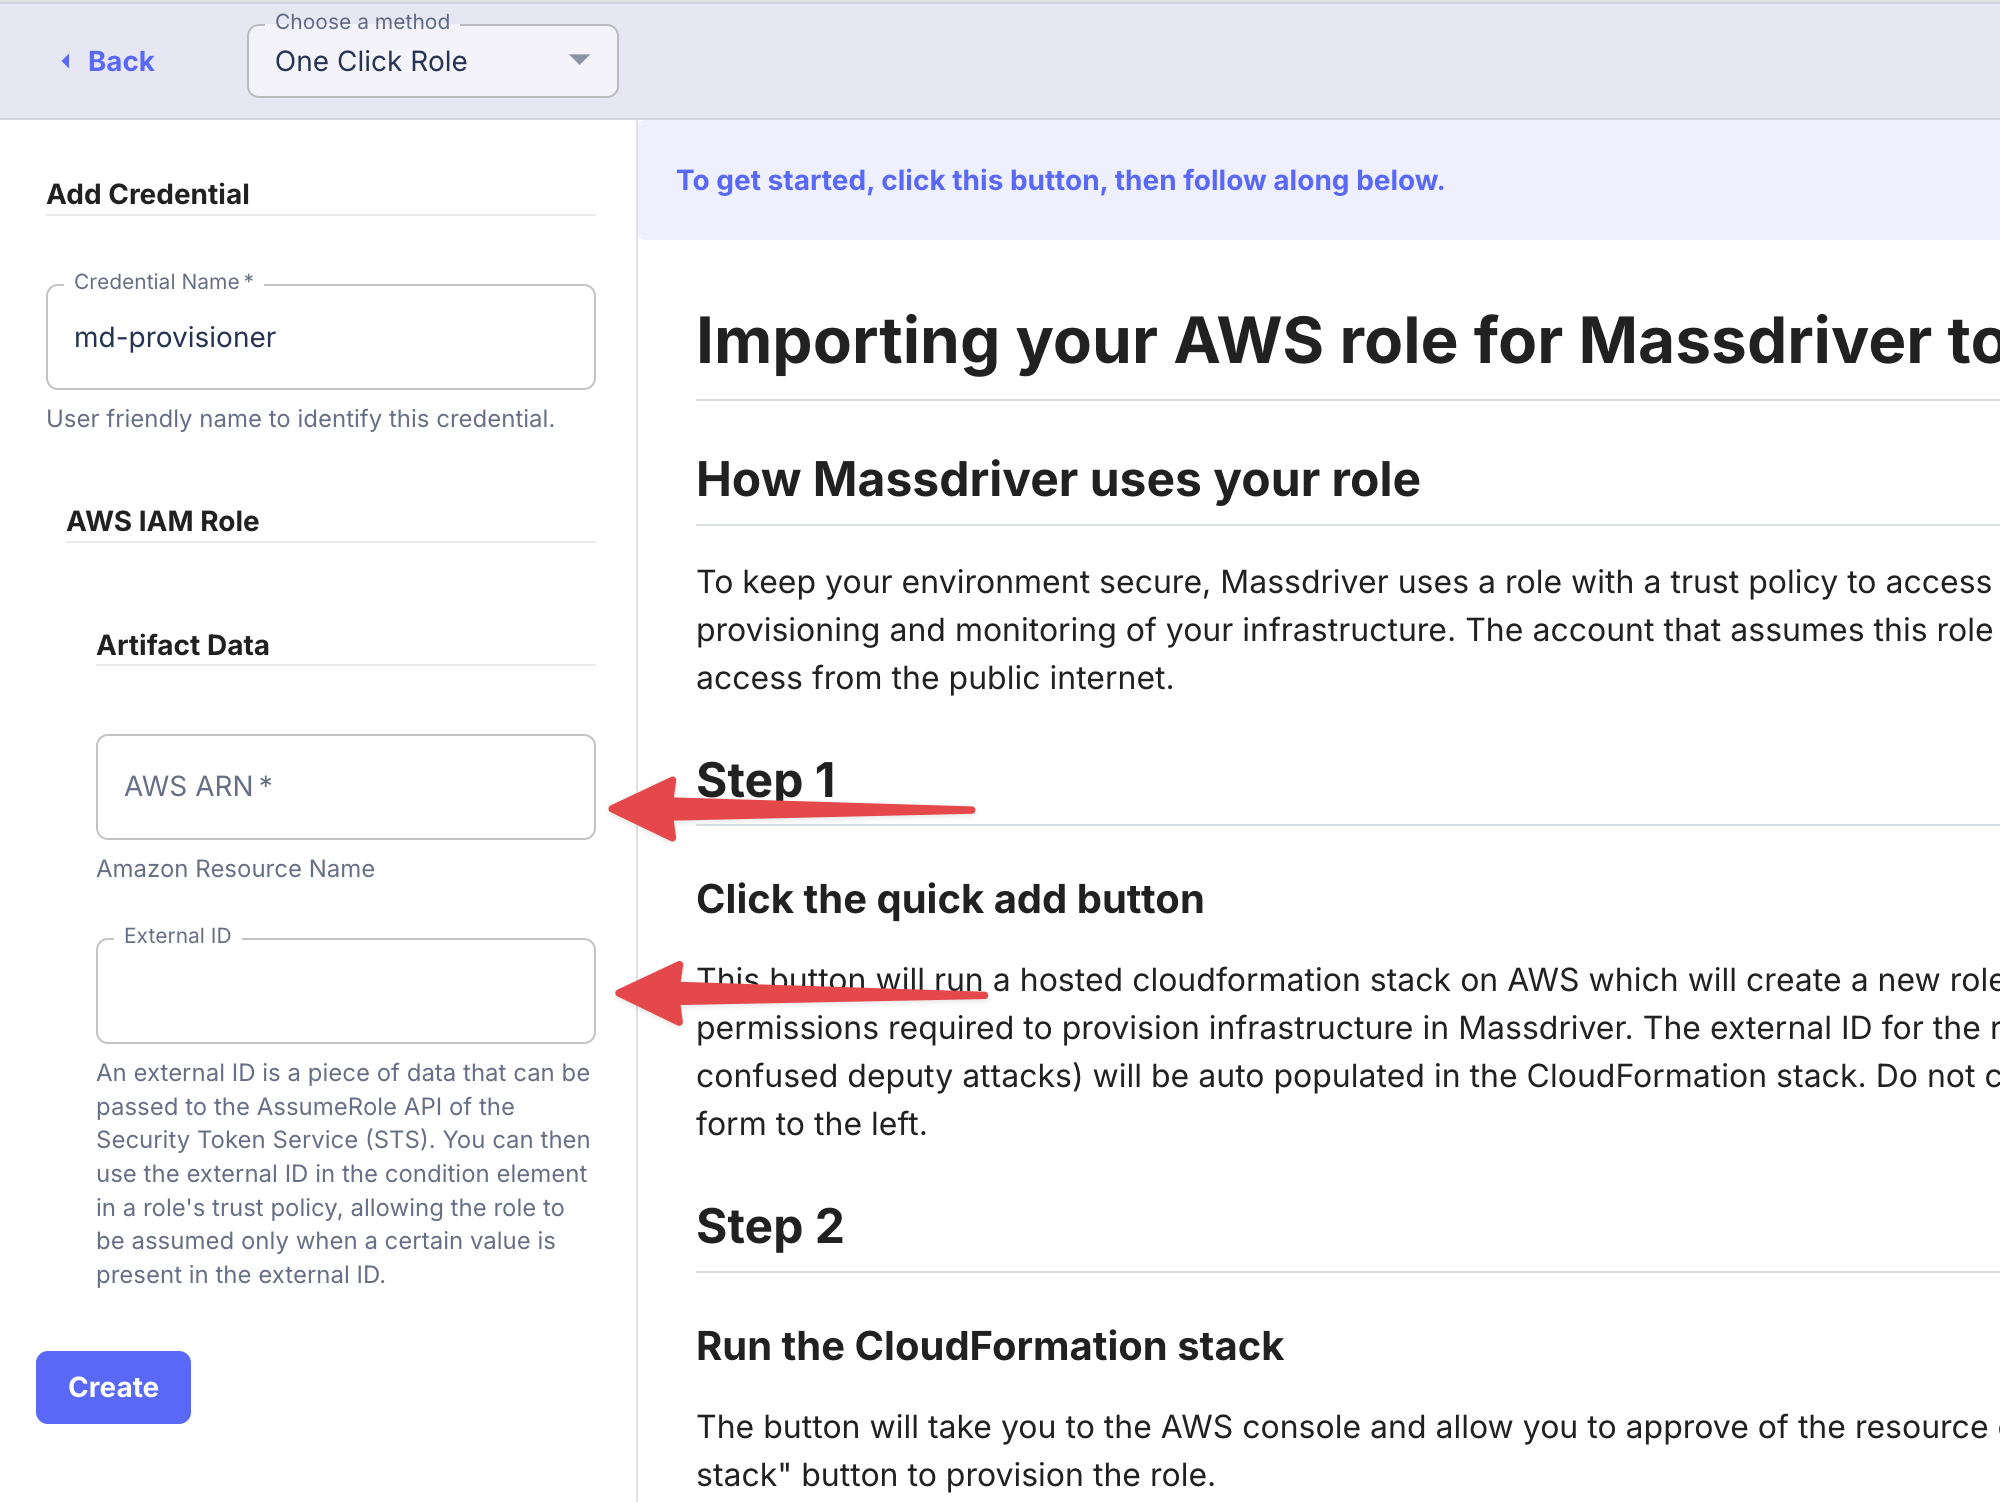 Back
Choose a method
One Click Role
Add Credential
Credential Name *
md-provisioner
User friendly name to identify this credential.
AWS IAM Role
Artifact Data
AWS ARN *
Amazon Resource Name
External ID
An external ID is a piece of data that can be
passed to the AssumeRole API of the
Security Token Service (STS). You can then
use the external ID in the condition element
in a role's trust policy, allowing the role to
be assumed only when a certain value is
present in the external ID.
Create
To get started, click this button, then follow along below.
Importing your AWS role for Massdriver to
How Massdriver uses your role
To keep your environment secure, Massdriver uses a role with a trust policy to access
provisioning and monitoring of your infrastructure. The account that assumes this role
access from the public internet.
Step 1
Click the quick add button
This button will run a hosted cloudformation stack on AWS which will create a new role
permissions required to provision infrastructure in Massdriver. The external ID for the
confused deputy attacks) will be auto populated in the CloudFormation stack. Do not
form to the left.
Step 2
Run the CloudFormation stack
The button will take you to the AWS console and allow you to approve of the resource
stack" button to provision the role.